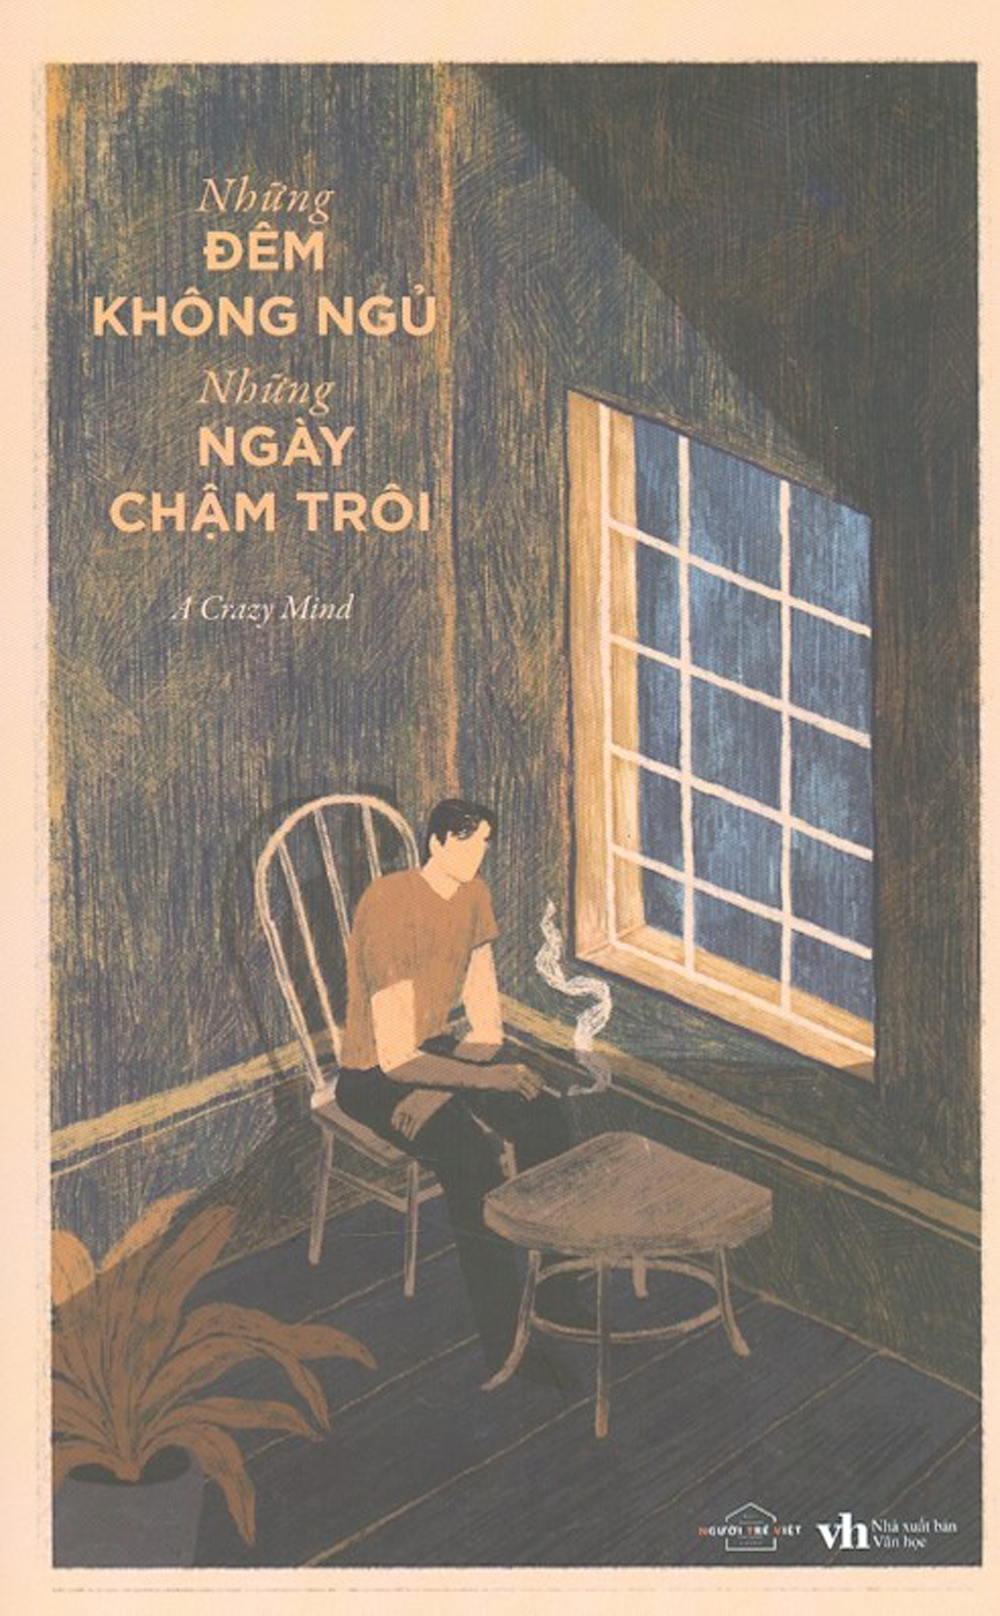 Những
ĐÊM
KHÔNG NGỦ
Những
NGÀY
CHẬM TRÔI
A Crazy Mind
NGƯỜI TRẺ VIỆT
vh Nhà xuất bản
Văn học